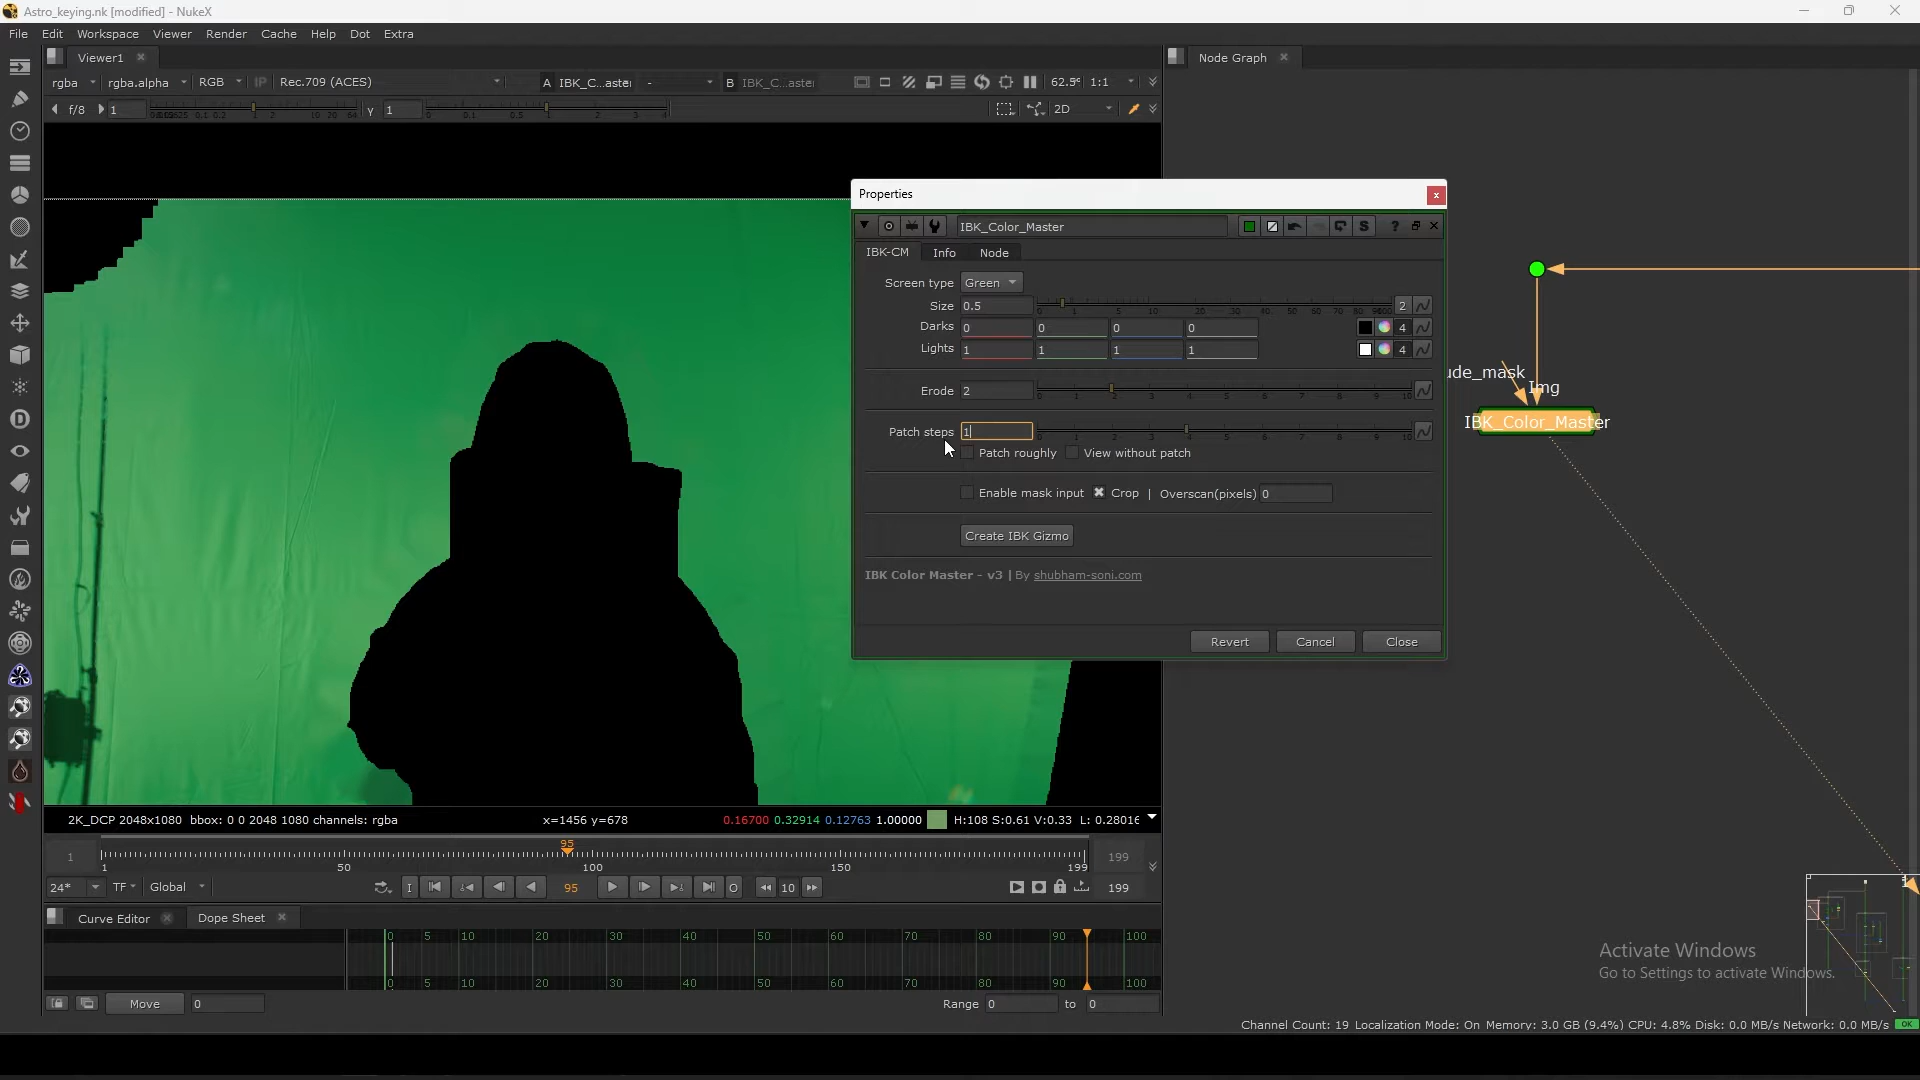 Astro_keying.nk [modified] - NukeX
File Edit Workspace Viewer Render Cache Help Dot Extra
Viewer1
Node Graph
rgba rgba.alpha RGB IP Rec.709 (ACES) A IBK_C...aste - B IBK_C...aste 62.5% 1:1
f/8 1 Y 1 2D
Properties
IBK_Color_Master S ?
IBK-CM Info Node
Screen type Green
Size 0.5 2
Darks 0 0 0 0 4
Lights 1 1 1 1 4
Erode 2
Patch steps 1
Patch roughly View without patch
Enable mask input Crop | Overscan(pixels) 0
Create IBK Gizmo
IBK Color Master - v3 | By shubham-soni.com
Revert Cancel Close
ude_mask
Img
IBK_Color_Master
2K_DCP 2048x1080 bbox: 0 0 2048 1080 channels: rgba x=1456 y=678 0.16700 0.32914 0.12763 1.00000 H:108 S:0.61 V:0.33 L: 0.28016
95
1 199
1 50 100 150 199
24* TF Global I 95 O 10 199
Curve Editor Dope Sheet
0 5 10 20 30 40 50 60 70 80 90 100
0 5 10 20 30 40 50 60 70 80 90 100
Move 0 Range 0 to 0
Activate Windows
Go to Settings to activate Windows.
Channel Count: 19 Localization Mode: On Memory: 3.0 GB (9.4%) CPU: 4.8% Disk: 0.0 MB/s Network: 0.0 MB/s OK